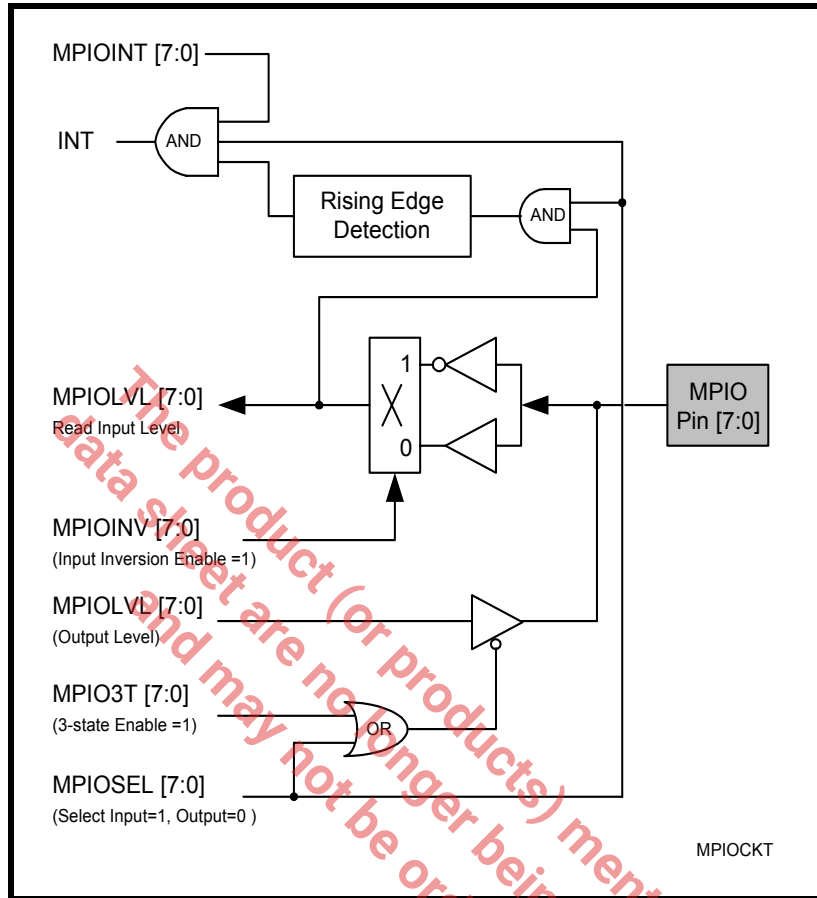 MPIOINT [7:0]
INT
AND
Rising Edge
Detection
AND
MPIOLVL [7:0]
Read Input Level
1
0
MPIO
Pin [7:0]
MPIOINV [7:0]
(Input Inversion Enable =1)
MPIOLVL [7:0]
(Output Level)
MPIO3T [7:0]
(3-state Enable =1)
OR
MPIOSEL [7:0]
(Select Input=1, Output=0 )
MPIOCKT
The product (or products) ment
data sheet are no longer bein
and may not be or